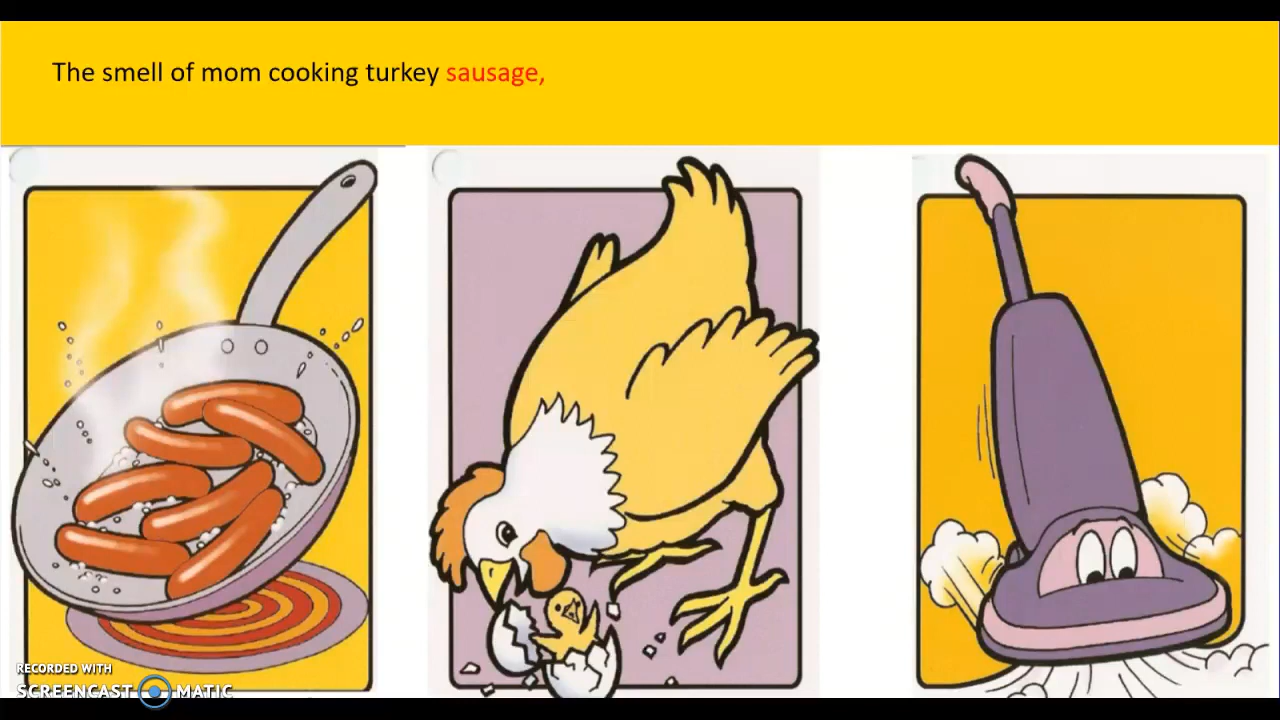 The smell of mom cooking turkey sausage,
RECORDED WITH
SCREENCAST MATIC